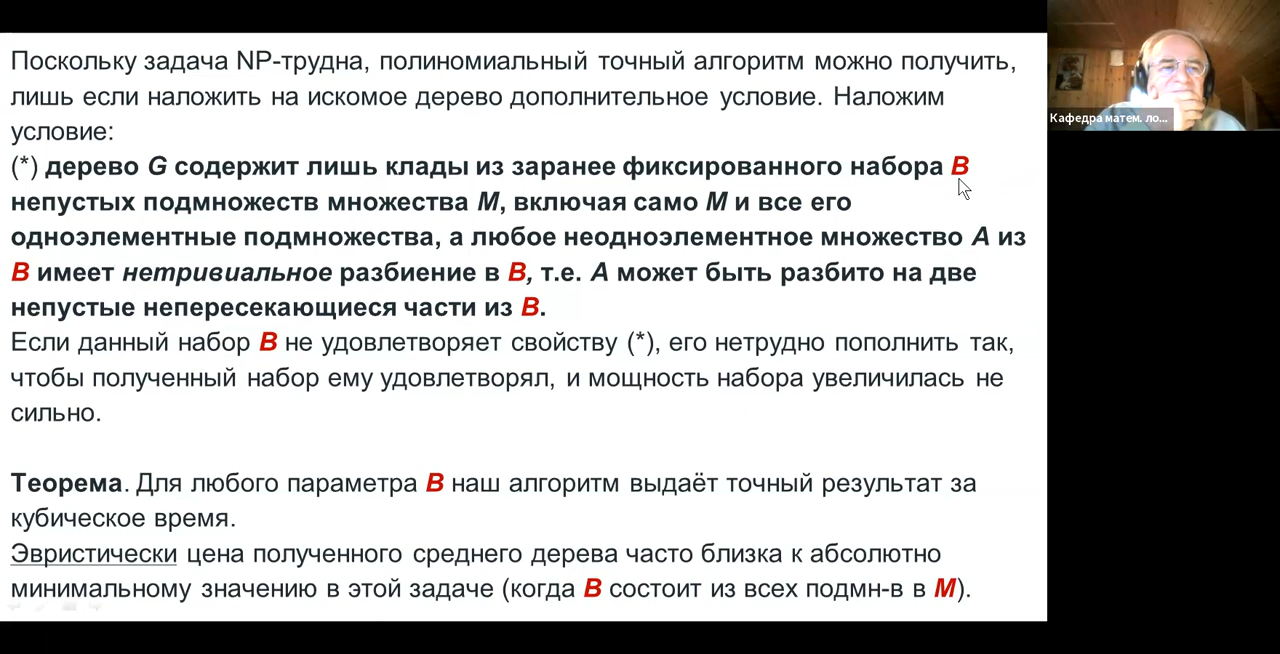 Поскольку задача NP-трудна, полиномиальный точный алгоритм можно получить,
лишь если наложить на искомое дерево дополнительное условие. Наложим
условие:
(*) дерево G содержит лишь клады из заранее фиксированного набора B
непустых подмножеств множества M, включая само M и все его
одноэлементные подмножества, а любое неодноэлементное множество A из
B имеет нетривиальное разбиение в B, т.е. A может быть разбито на две
непустые непересекающиеся части из B.
Если данный набор B не удовлетворяет свойству (*), его нетрудно пополнить так,
чтобы полученный набор ему удовлетворял, и мощность набора увеличилась не
сильно.
Теорема. Для любого параметра B наш алгоритм выдаёт точный результат за
кубическое время.
Эвристически цена полученного среднего дерева часто близка к абсолютно
минимальному значению в этой задаче (когда B состоит из всех подмн-в в M).
Кафедра матем. ло...